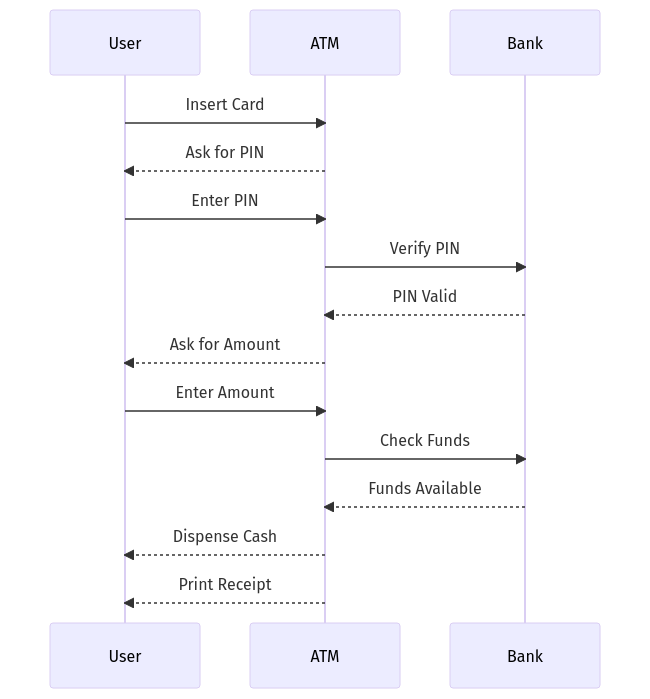 User
ATM
Bank
Insert Card
Ask for PIN
Enter PIN
Verify PIN
PIN Valid
Ask for Amount
Enter Amount
Check Funds
Funds Available
Dispense Cash
Print Receipt
User
ATM
Bank